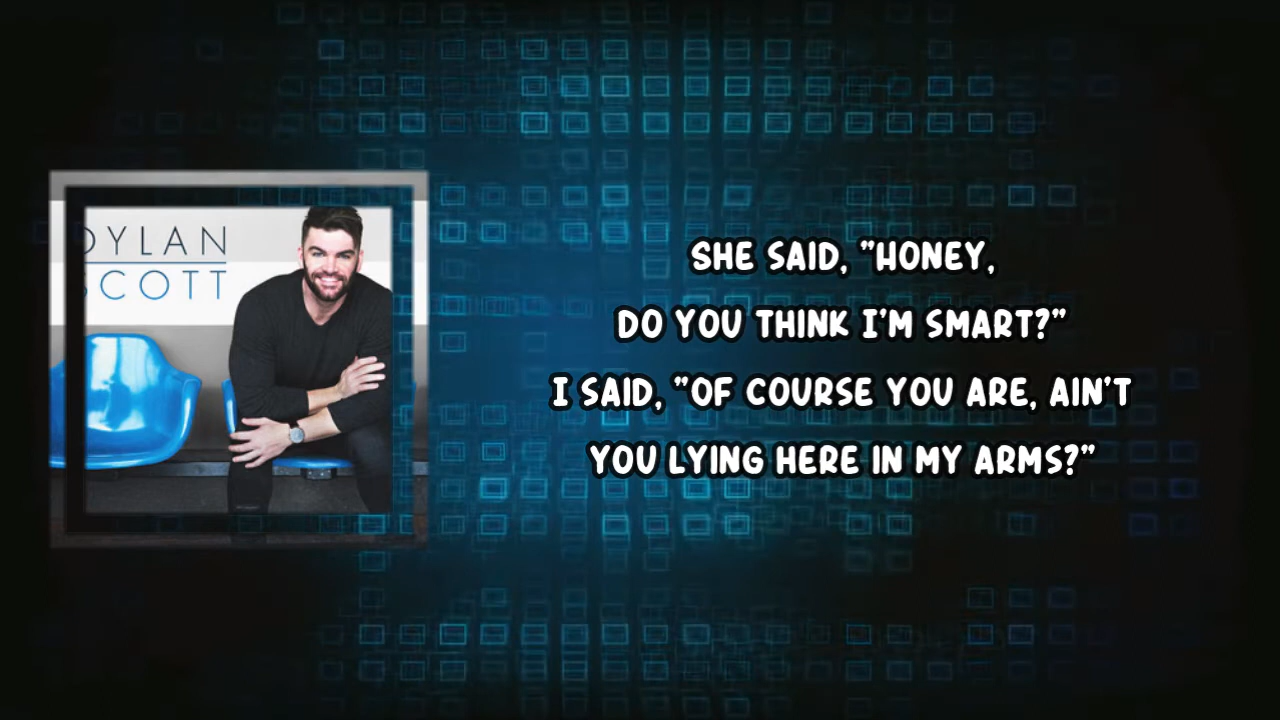 DYLAN
SCOTT
SHE SAID, "HONEY,
DO YOU THINK I'M SMART?"
I SAID, "OF COURSE YOU ARE, AIN'T
YOU LYING HERE IN MY ARMS?"